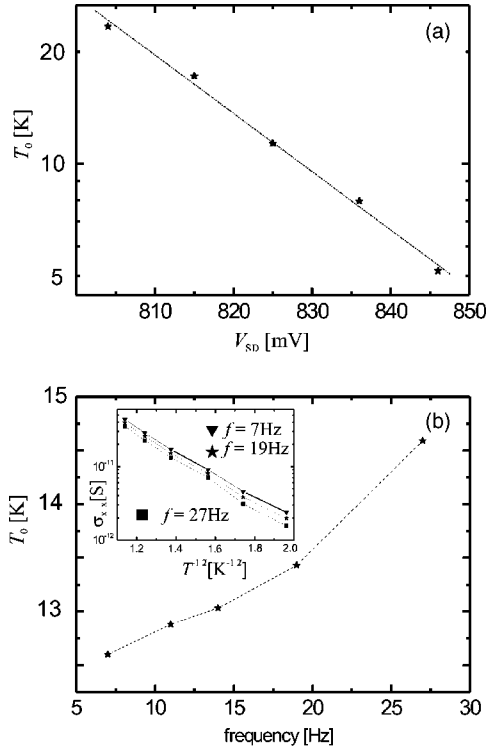 (a)
20
10
5
T₀ [K]
810 820 830 840 850
V_SD [mV]
(b)
15
14
13
T₀ [K]
5 10 15 20 25 30
frequency [Hz]
f = 7Hz
f = 19Hz
f = 27Hz
10⁻¹¹
10⁻¹²
σ_xx [S]
1.2 1.4 1.6 1.8 2.0
T^{1 2}[K^{-1 2}]